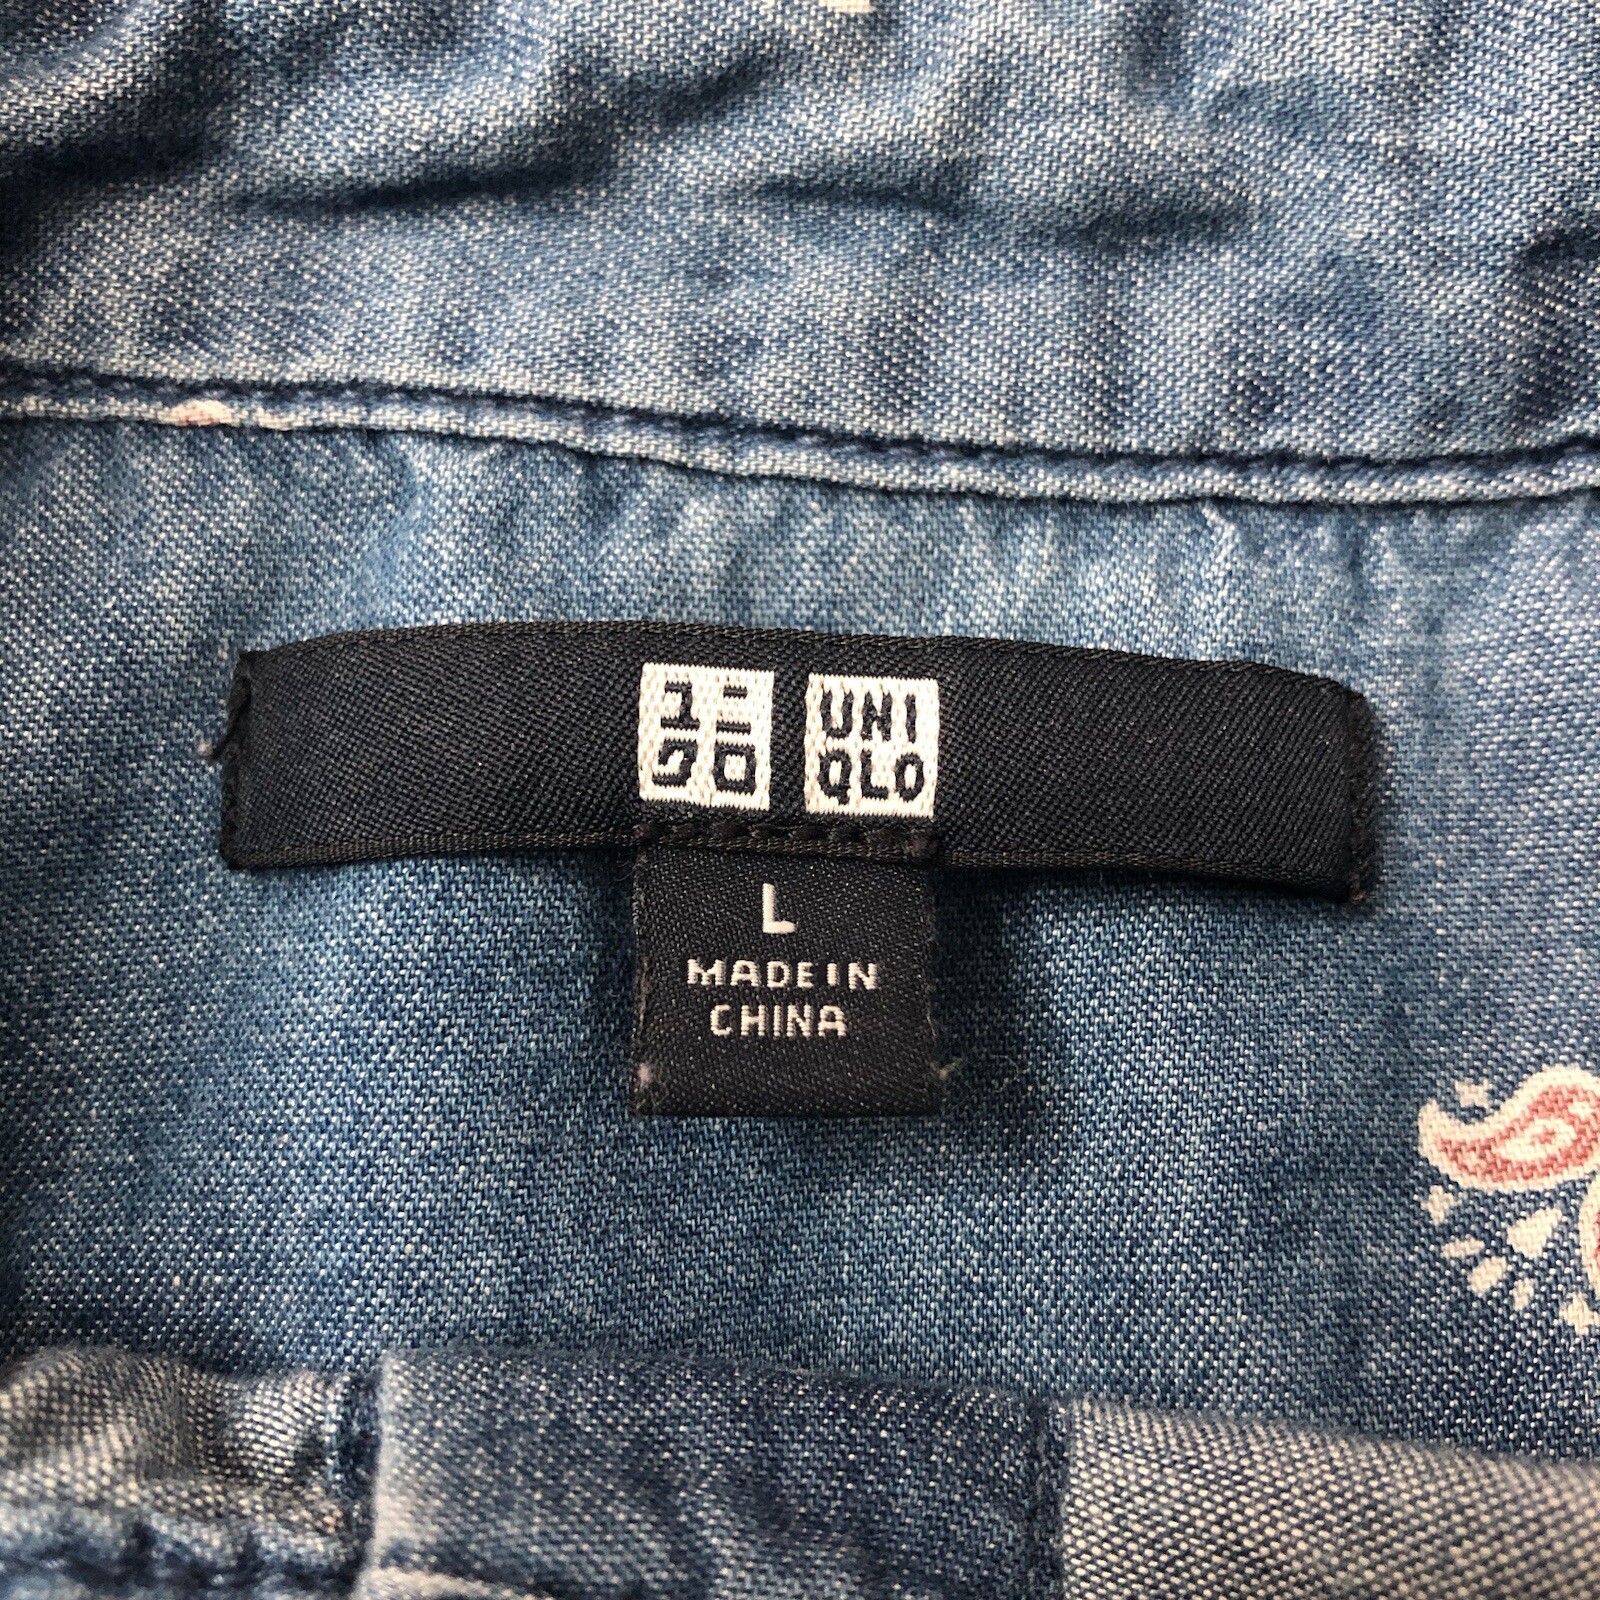 ユニ
クロ
UNI
QLO
L
MADE IN
CHINA